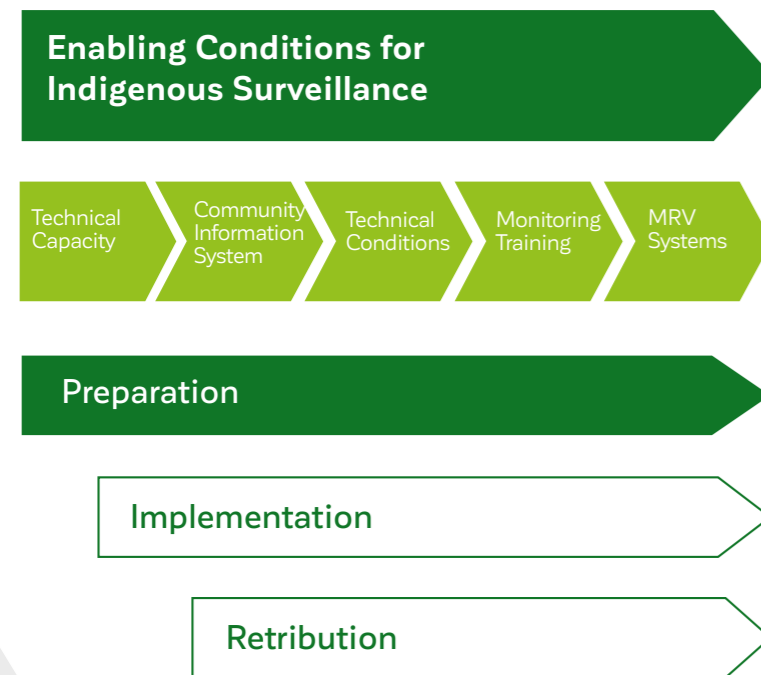 Enabling Conditions for
Indigenous Surveillance
Technical
Capacity
Community
Information
System
Technical
Conditions
Monitoring
Training
MRV
Systems
Preparation
Implementation
Retribution